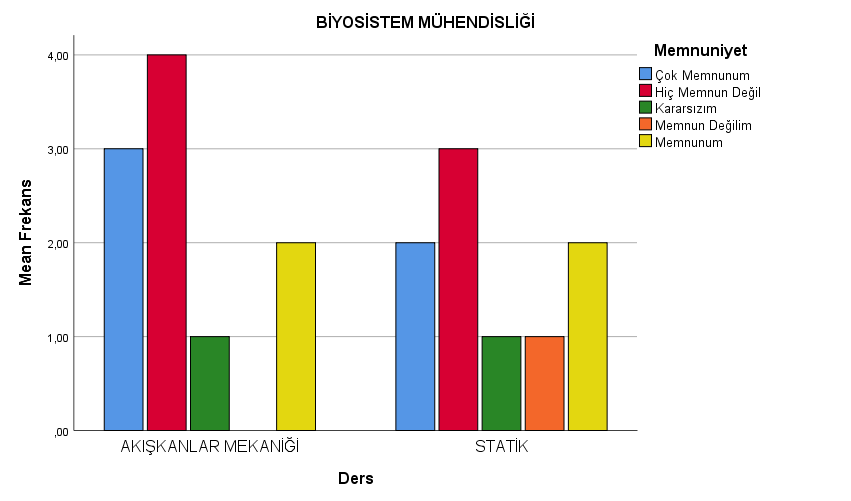 BİYOSİSTEM MÜHENDİSLİĞİ
Memnuniyet
Çok Memnunum
Hiç Memnun Değil
Kararsızım
Memnun Değilim
Memnunum
Mean Frekans
4,00
3,00
2,00
1,00
,00
AKIŞKANLAR MEKANİĞİ
STATİK
Ders